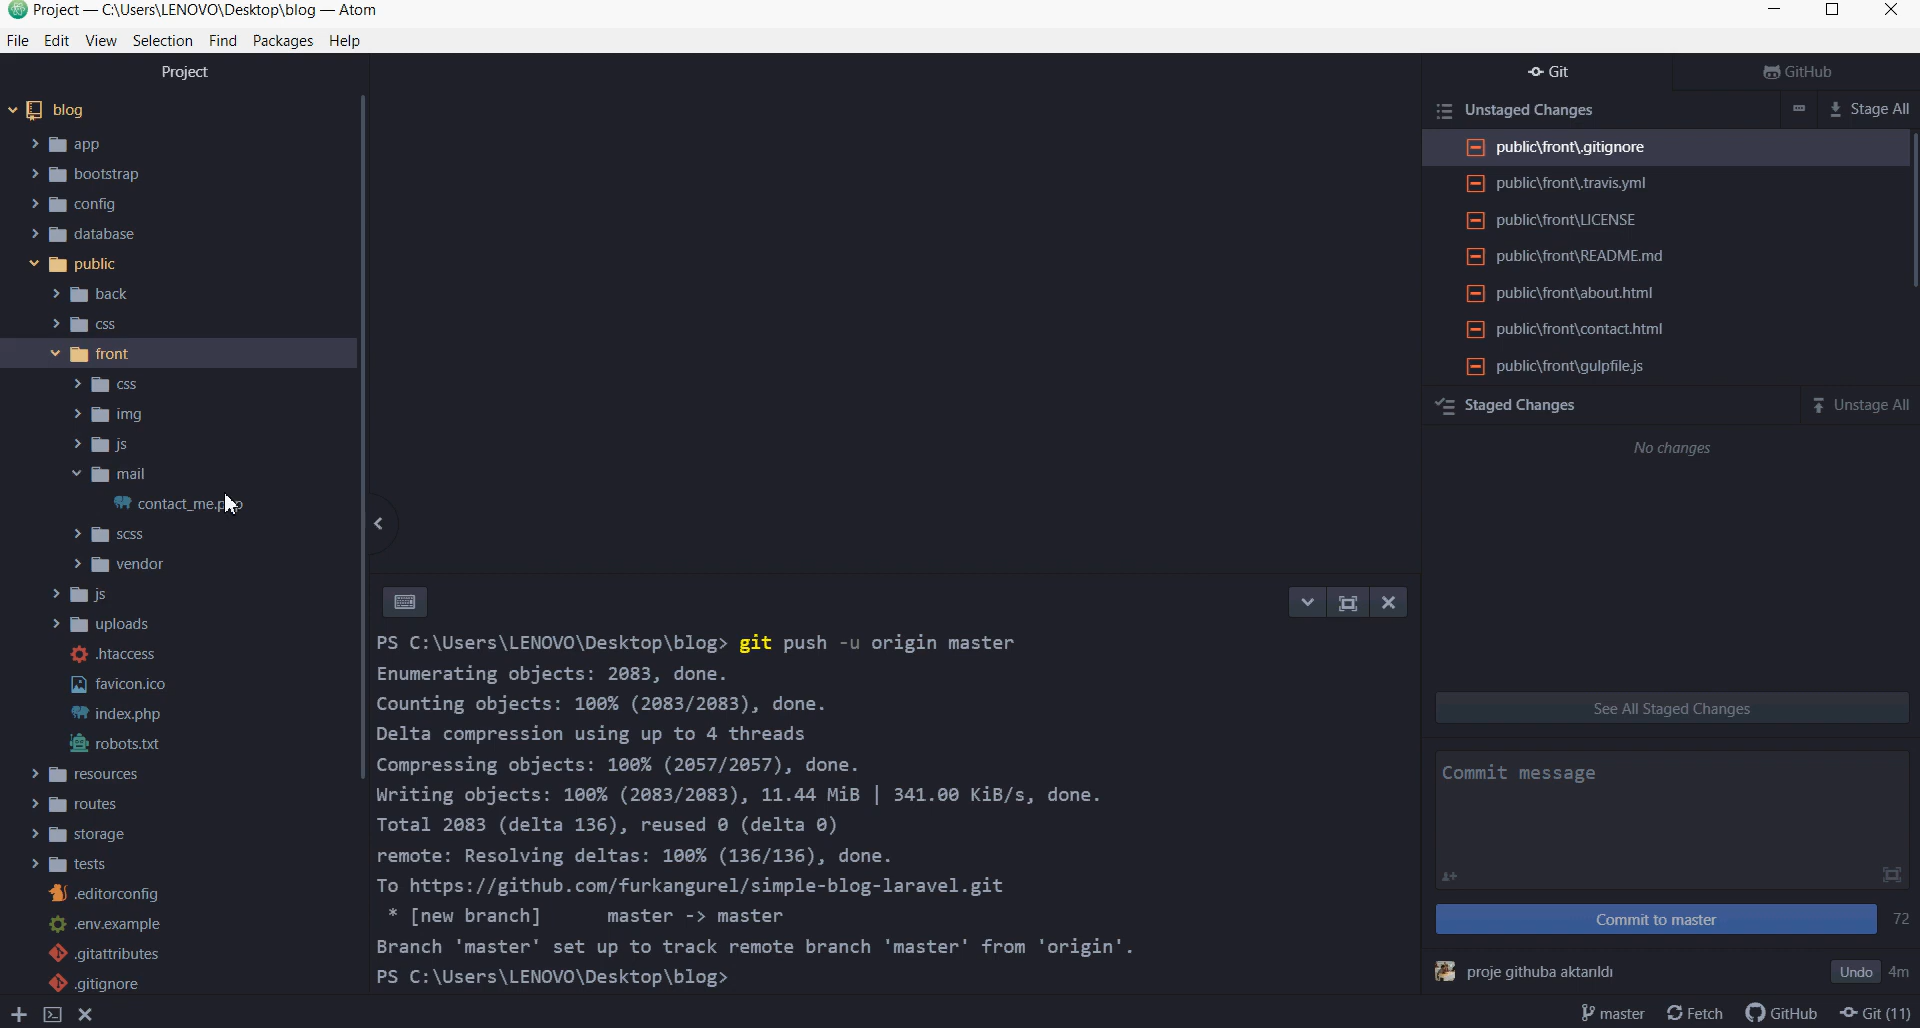 Project — C:\Users\LENOVO\Desktop\blog — Atom
File Edit View Selection Find Packages Help
Project
blog
app
bootstrap
config
database
public
back
css
front
css
img
js
mail
contact_me.p
scss
vendor
js
uploads
.htaccess
favicon.ico
index.php
robots.txt
resources
routes
storage
tests
.editorconfig
.env.example
.gitattributes
.gitignore
PS C:\Users\LENOVO\Desktop\blog> git push -u origin master
Enumerating objects: 2083, done.
Counting objects: 100% (2083/2083), done.
Delta compression using up to 4 threads
Compressing objects: 100% (2057/2057), done.
Writing objects: 100% (2083/2083), 11.44 MiB | 341.00 KiB/s, done.
Total 2083 (delta 136), reused 0 (delta 0)
remote: Resolving deltas: 100% (136/136), done.
To https://github.com/furkangurel/simple-blog-laravel.git
* [new branch] master -> master
Branch 'master' set up to track remote branch 'master' from 'origin'.
PS C:\Users\LENOVO\Desktop\blog>
Git GitHub
Unstaged Changes Stage All
public\front\.gitignore
public\front\.travis.yml
public\front\LICENSE
public\front\README.md
public\front\about.html
public\front\contact.html
public\front\gulpfile.js
Staged Changes Unstage All
No changes
See All Staged Changes
Commit message
Commit to master 72
proje githuba aktarıldı Undo 4m
master Fetch GitHub Git (11)